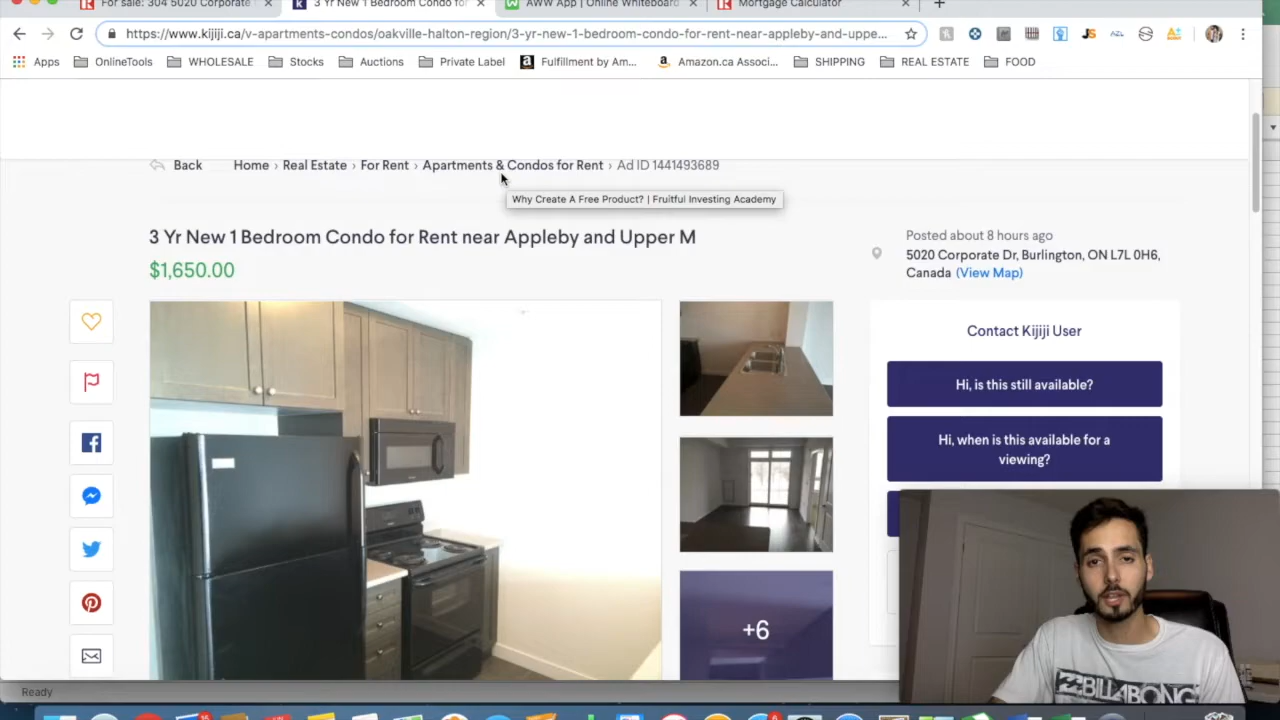 For sale: 304 5020 Corporate
3 Yr New 1 Bedroom Condo for
AWW App | Online Whiteboard
Mortgage Calculator
https://www.kijiji.ca/v-apartments-condos/oakville-halton-region/3-yr-new-1-bedroom-condo-for-rent-near-appleby-and-uppe...
Apps
OnlineTools
WHOLESALE
Stocks
Auctions
Private Label
Fulfillment by Am...
Amazon.ca Associ...
SHIPPING
REAL ESTATE
FOOD
Back
Home › Real Estate › For Rent › Apartments & Condos for Rent › Ad ID 1441493689
Why Create A Free Product? | Fruitful Investing Academy
3 Yr New 1 Bedroom Condo for Rent near Appleby and Upper M
$1,650.00
Posted about 8 hours ago
5020 Corporate Dr, Burlington, ON L7L 0H6,
Canada (View Map)
Contact Kijiji User
Hi, is this still available?
Hi, when is this available for a
viewing?
+6
BILLABONG
Ready